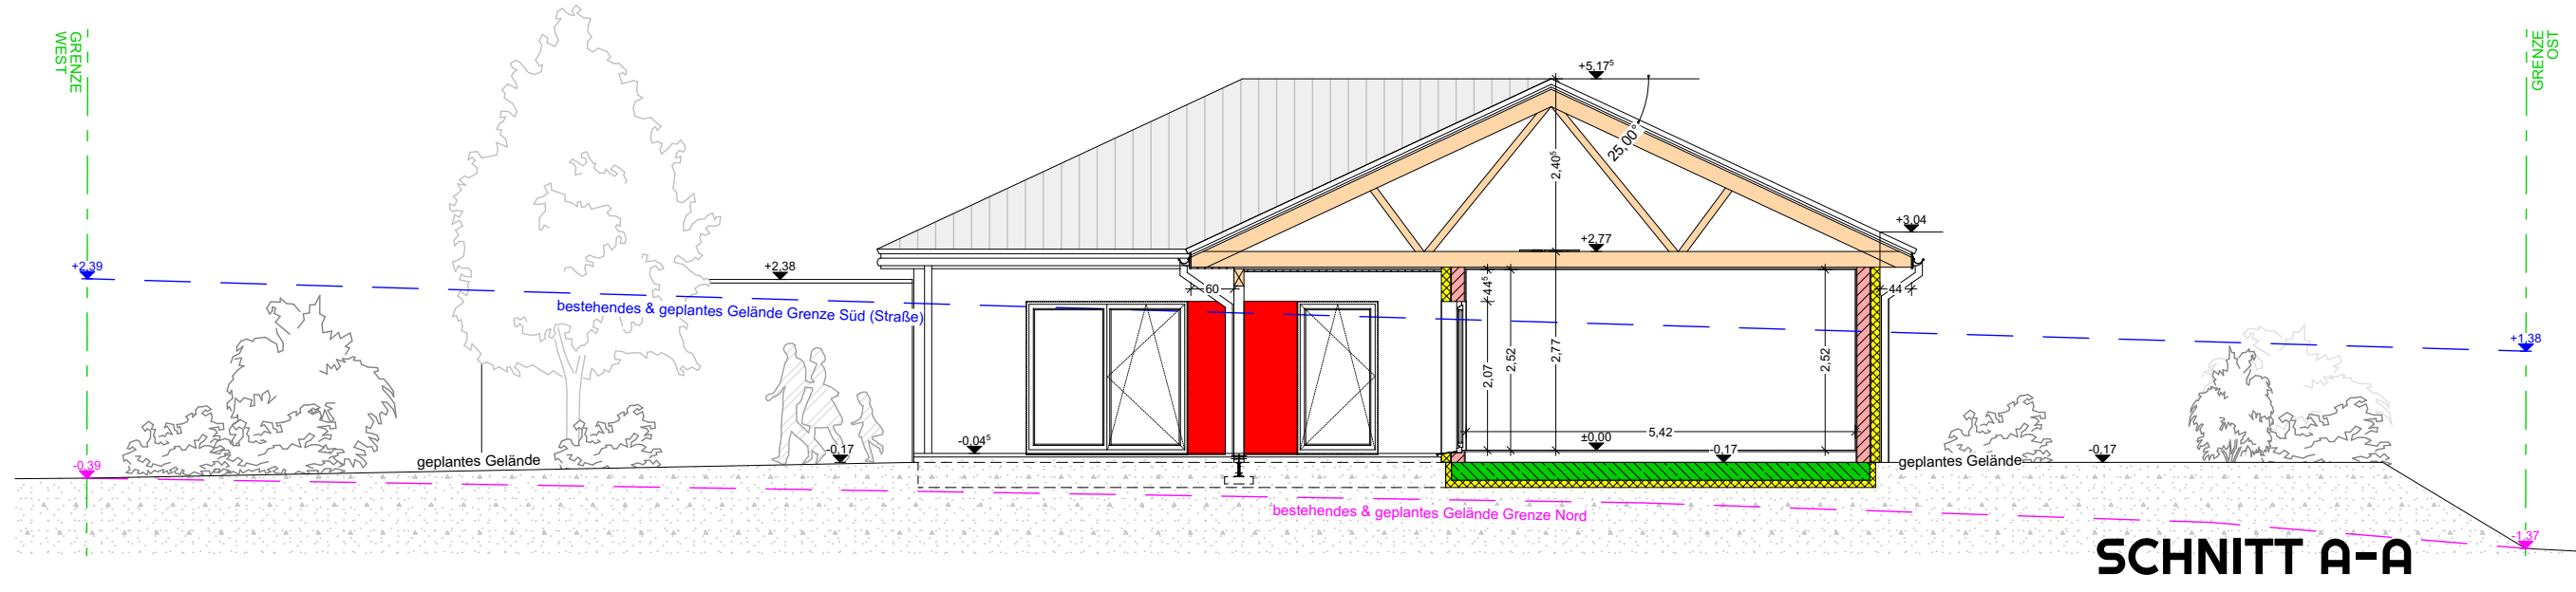 GRENZE
WEST
GRENZE
OST
+5,17⁵
25,00°
2,40⁵
+3,04
+2,77
+2,39
+2,38
60
44⁵
44
bestehendes & geplantes Gelände Grenze Süd (Straße)
+1,38
2,07
2,52
2,77
2,52
5,42
±0,00
-0,17
-0,04⁵
-0,17
-0,17
-0,39
geplantes Gelände
geplantes Gelände
bestehendes & geplantes Gelände Grenze Nord
-1,37
SCHNITT A-A